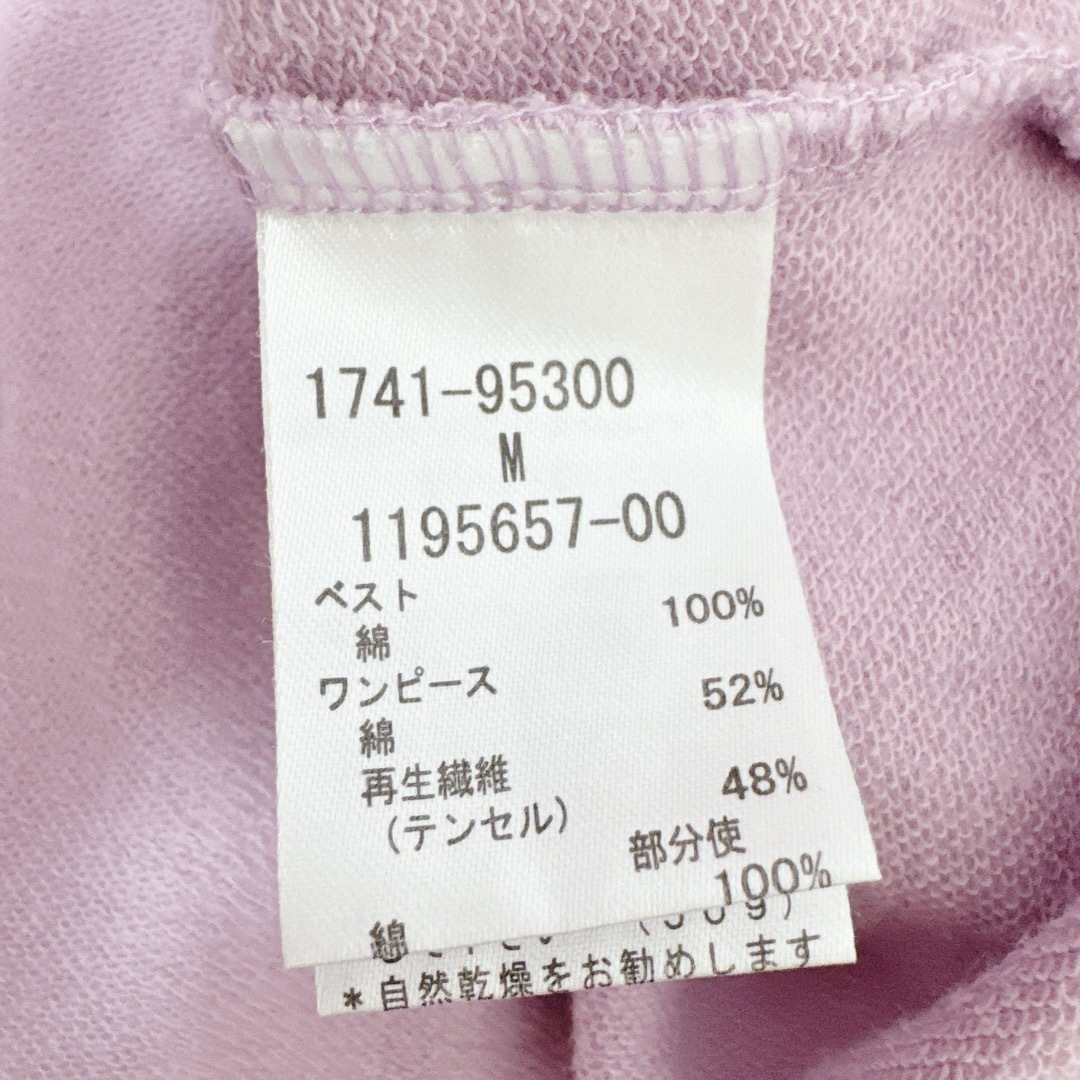 1741-95300
M
1195657-00
ベスト
綿 100%
ワンピース
綿 52%
再生繊維
(テンセル) 48%
部分使
綿 100%
*自然乾燥をお勧めします